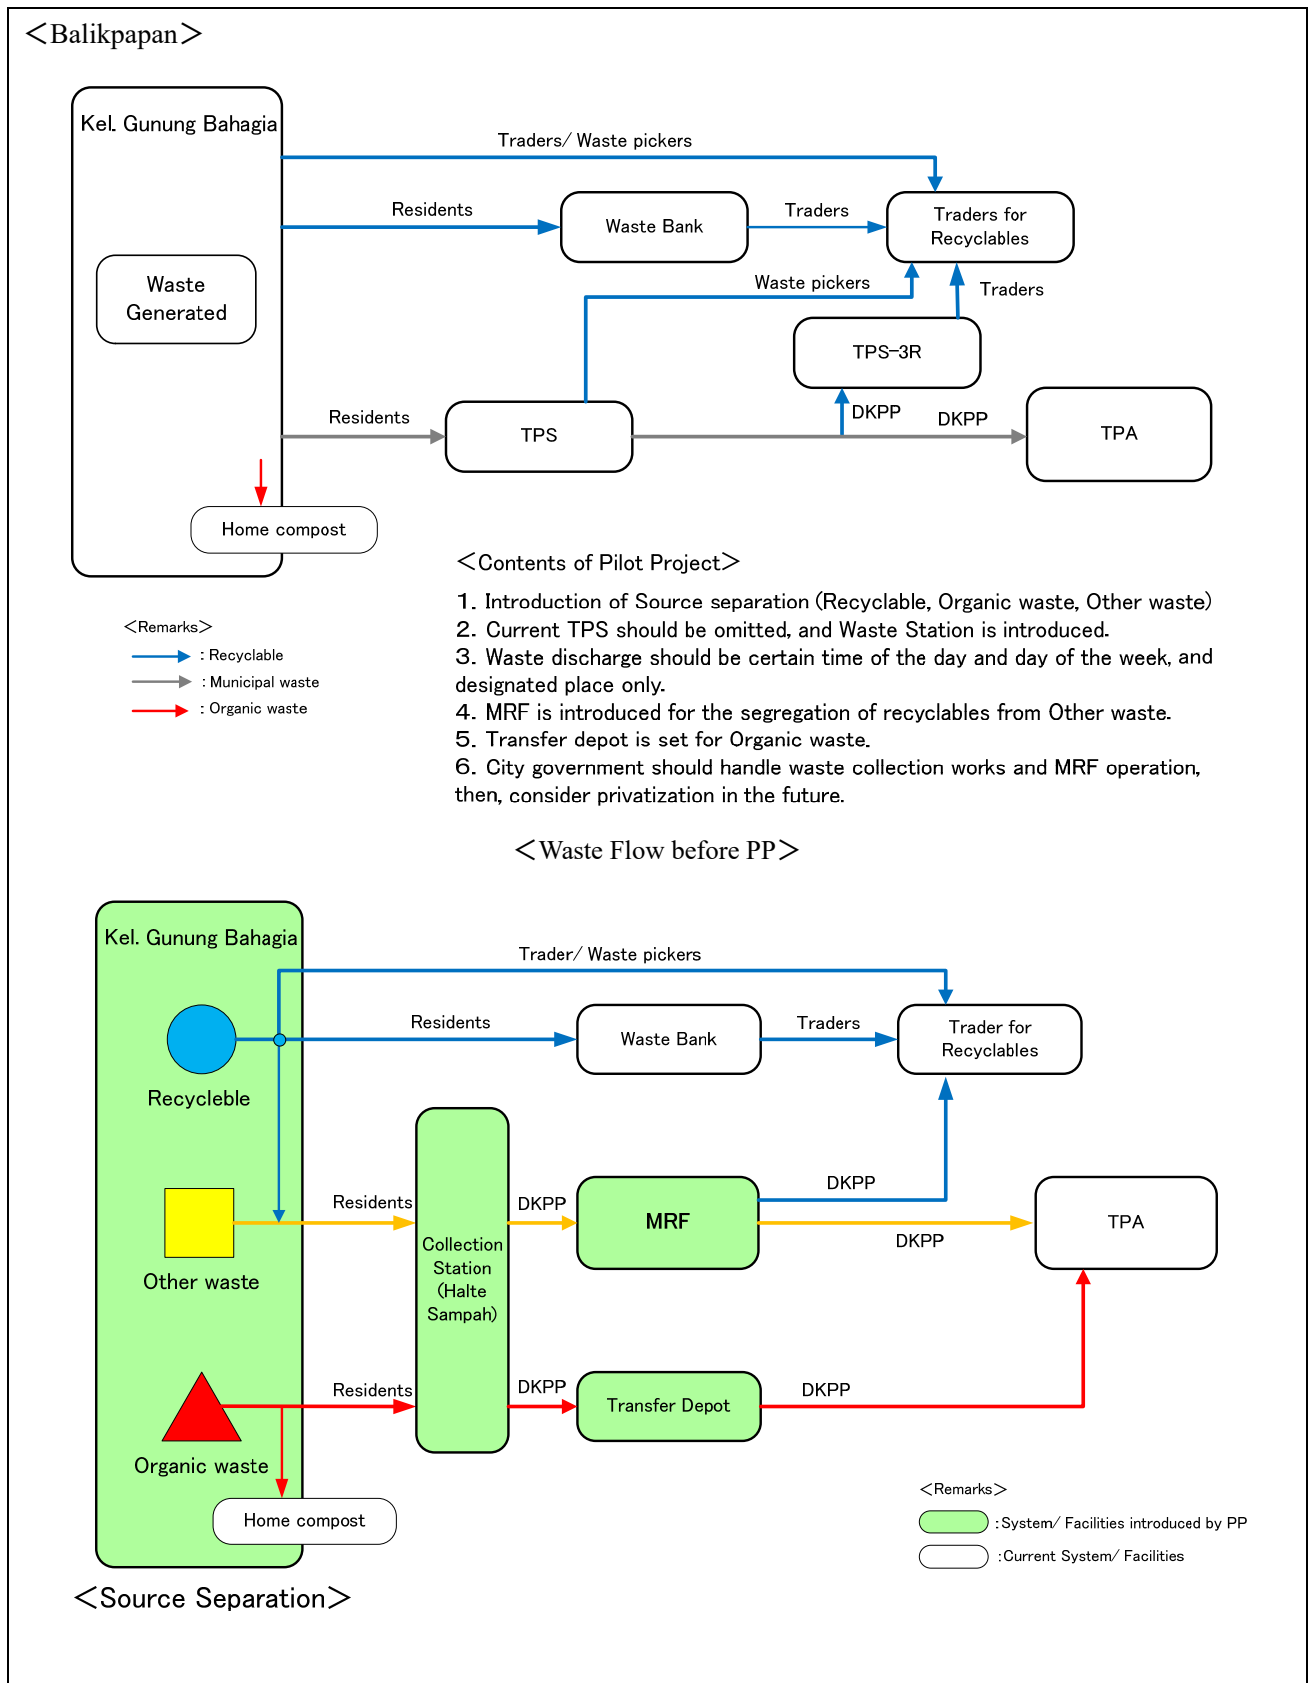 ＜Balikpapan＞
Kel. Gunung Bahagia
Traders/ Waste pickers
Residents
Waste Bank
Traders
Traders for
Recyclables
Waste
Generated
Waste pickers
Traders
TPS-3R
Residents
TPS
DKPP
DKPP
TPA
Home compost
＜Contents of Pilot Project＞
1. Introduction of Source separation (Recyclable, Organic waste, Other waste)
2. Current TPS should be omitted, and Waste Station is introduced.
3. Waste discharge should be certain time of the day and day of the week, and
designated place only.
4. MRF is introduced for the segregation of recyclables from Other waste.
5. Transfer depot is set for Organic waste.
6. City government should handle waste collection works and MRF operation,
then, consider privatization in the future.
＜Remarks＞
: Recyclable
: Municipal waste
: Organic waste
＜Waste Flow before PP＞
Kel. Gunung Bahagia
Trader/ Waste pickers
Residents
Waste Bank
Traders
Trader for
Recyclables
Recycleble
Residents
DKPP
MRF
DKPP
DKPP
TPA
Other waste
Collection
Station
(Halte
Sampah)
Residents
DKPP
Transfer Depot
DKPP
Organic waste
Home compost
＜Remarks＞
:System/ Facilities introduced by PP
:Current System/ Facilities
＜Source Separation＞